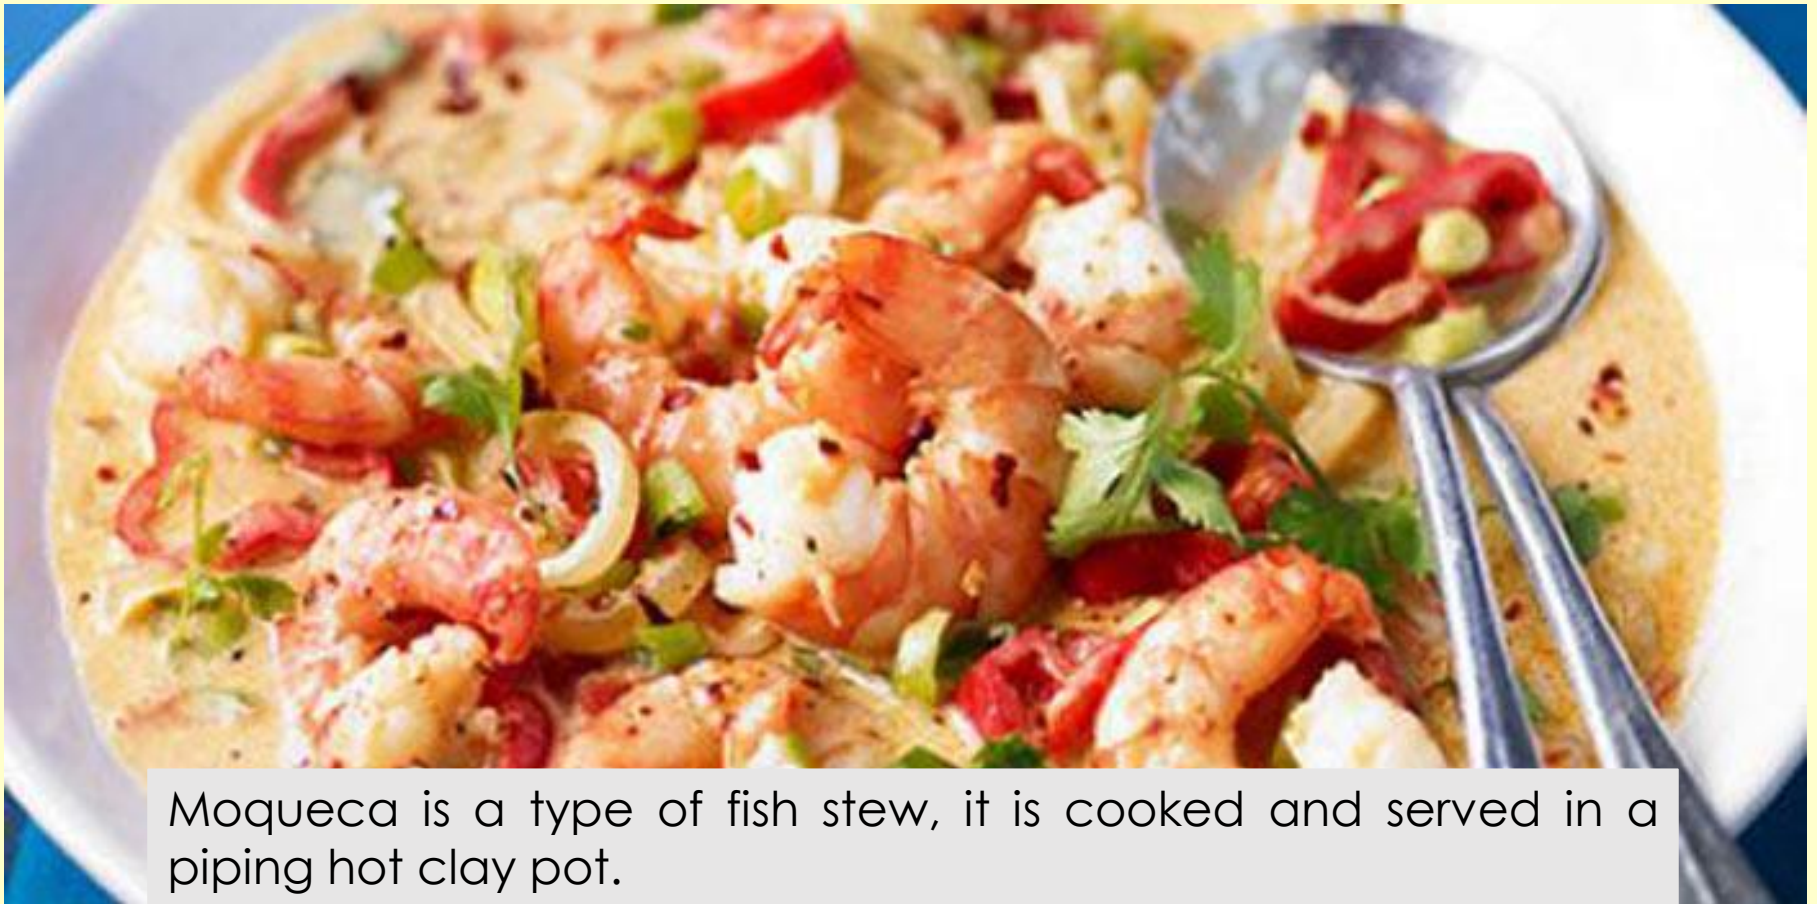 Moqueca is a type of fish stew, it is cooked and served in a
piping hot clay pot.